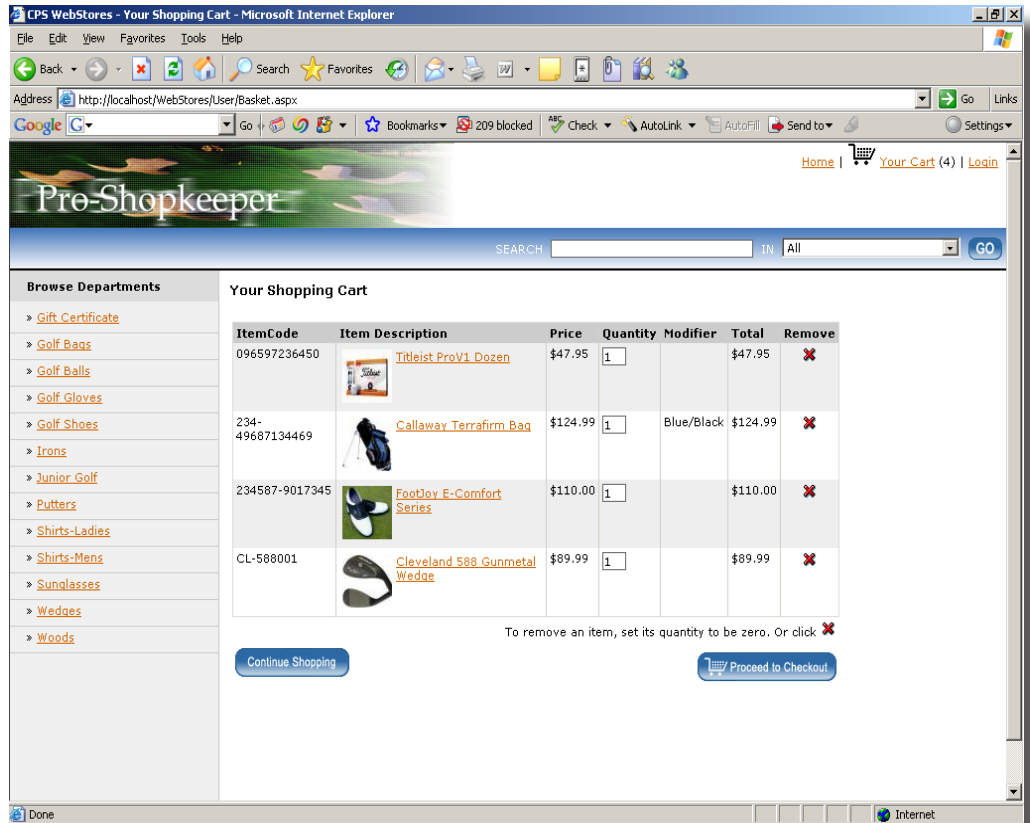 CPS WebStores - Your Shopping Cart - Microsoft Internet Explorer
File Edit View Favorites Tools Help
Back Search Favorites
Address http://localhost/WebStores/User/Basket.aspx Go Links
Google G Go Bookmarks 209 blocked ABC Check AutoLink AutoFill Send to Settings
Home | Your Cart (4) | Login
Pro-Shopkeeper
SEARCH IN All GO
Browse Departments
» Gift Certificate
» Golf Bags
» Golf Balls
» Golf Gloves
» Golf Shoes
» Irons
» Junior Golf
» Putters
» Shirts-Ladies
» Shirts-Mens
» Sunglasses
» Wedges
» Woods
Your Shopping Cart
ItemCode Item Description Price Quantity Modifier Total Remove
096597236450 Titleist ProV1 Dozen $47.95 1 $47.95
234- Callaway Terrafirm Bag $124.99 1 Blue/Black $124.99
49687134469
234587-9017345 FootJoy E-Comfort $110.00 1 $110.00
Series
CL-588001 Cleveland 588 Gunmetal $89.99 1 $89.99
Wedge
To remove an item, set its quantity to be zero. Or click
Continue Shopping Proceed to Checkout
Done Internet